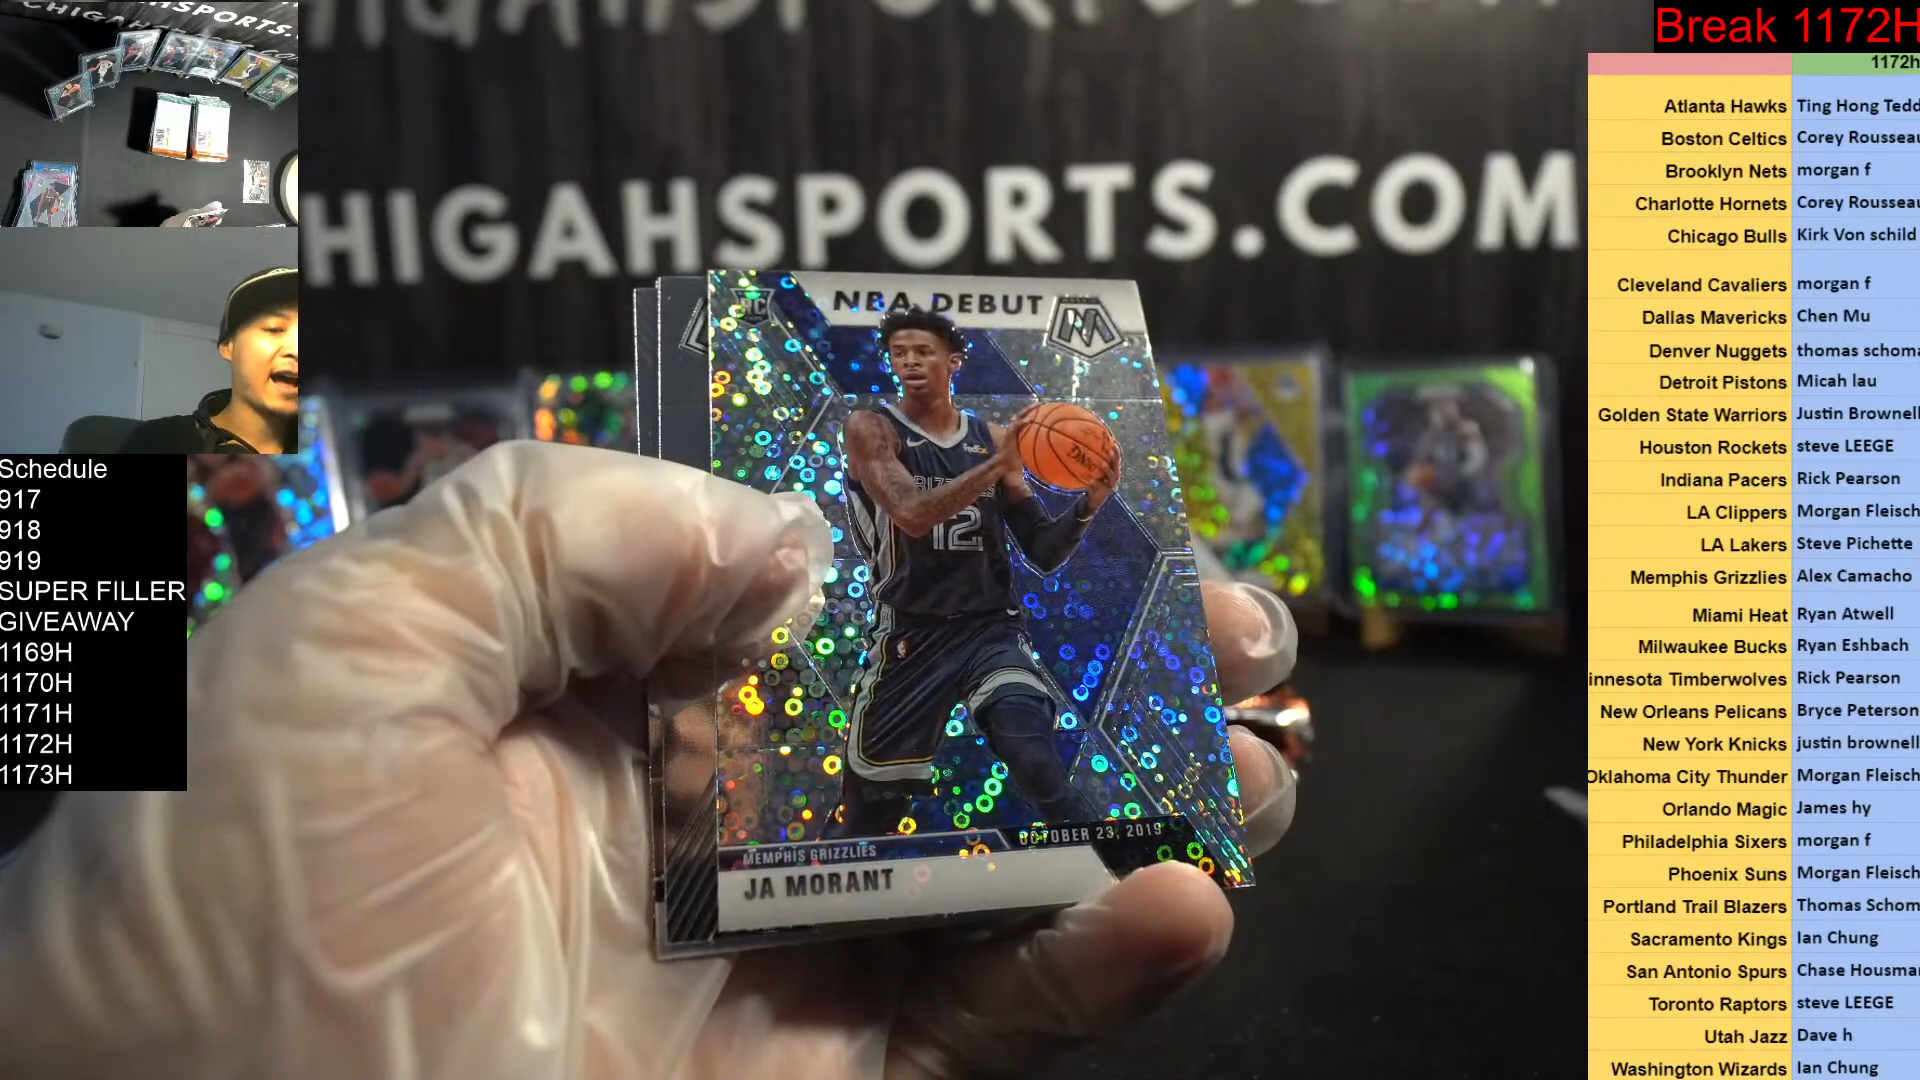 CHIGAHSPORTS.
HIGAHSPORTS.COM
Break 1172H
1172h
Atlanta Hawks Ting Hong Tedd
Boston Celtics Corey Rousseau
Brooklyn Nets morgan f
Charlotte Hornets Corey Rousseau
Chicago Bulls Kirk Von schild
Cleveland Cavaliers morgan f
Dallas Mavericks Chen Mu
Denver Nuggets thomas schoma
Detroit Pistons Micah lau
Golden State Warriors Justin Brownell
Houston Rockets steve LEEGE
Indiana Pacers Rick Pearson
LA Clippers Morgan Fleisch
LA Lakers Steve Pichette
Memphis Grizzlies Alex Camacho
Miami Heat Ryan Atwell
Milwaukee Bucks Ryan Eshbach
innesota Timberwolves Rick Pearson
New Orleans Pelicans Bryce Peterson
New York Knicks justin brownell
Oklahoma City Thunder Morgan Fleisch
Orlando Magic James hy
Philadelphia Sixers morgan f
Phoenix Suns Morgan Fleisch
Portland Trail Blazers Thomas Schom
Sacramento Kings Ian Chung
San Antonio Spurs Chase Housma
Toronto Raptors steve LEEGE
Utah Jazz Dave h
Washington Wizards Ian Chung
Schedule
917
918
919
SUPER FILLER
GIVEAWAY
1169H
1170H
1171H
1172H
1173H
RC
NBA DEBUT
FedEx
12
OCTOBER 23, 2019
MEMPHIS GRIZZLIES
JA MORANT